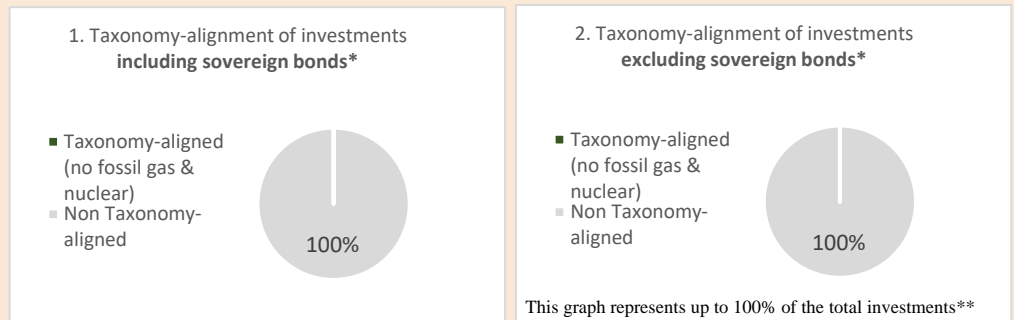 1. Taxonomy-alignment of investments
including sovereign bonds*
Taxonomy-aligned
(no fossil gas &
nuclear)
Non Taxonomy-
aligned
100%
2. Taxonomy-alignment of investments
excluding sovereign bonds*
Taxonomy-aligned
(no fossil gas &
nuclear)
Non Taxonomy-
aligned
100%
This graph represents up to 100% of the total investments**